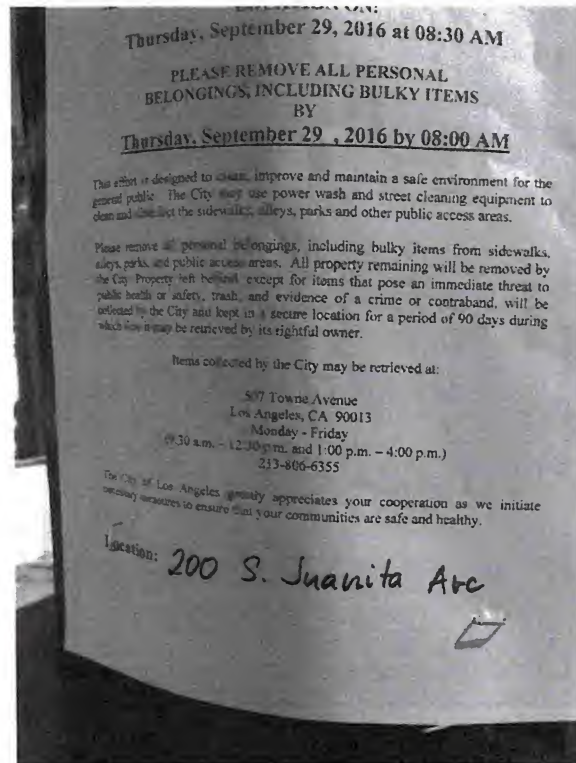 ON:
Thursday, September 29, 2016 at 08:30 AM
PLEASE REMOVE ALL PERSONAL
BELONGINGS, INCLUDING BULKY ITEMS
BY
Thursday, September 29 , 2016 by 08:00 AM
This effort is designed to clean, improve and maintain a safe environment for the
general public. The City may use power wash and street cleaning equipment to
clean and disinfect the sidewalks, alleys, parks and other public access areas.
Please remove all personal belongings, including bulky items from sidewalks,
alleys, parks, and public access areas. All property remaining will be removed by
the City. Property left behind, except for items that pose an immediate threat to
public health or safety, trash, and evidence of a crime or contraband, will be
collected by the City and kept in a secure location for a period of 90 days during
which time it may be retrieved by its rightful owner.
Items collected by the City may be retrieved at:
507 Towne Avenue
Los Angeles, CA 90013
Monday - Friday
(9:30 a.m. – 12:30 p.m. and 1:00 p.m. – 4:00 p.m.)
213-806-6355
The City of Los Angeles greatly appreciates your cooperation as we initiate
necessary measures to ensure that your communities are safe and healthy.
Location: 200 S. Juanita Ave